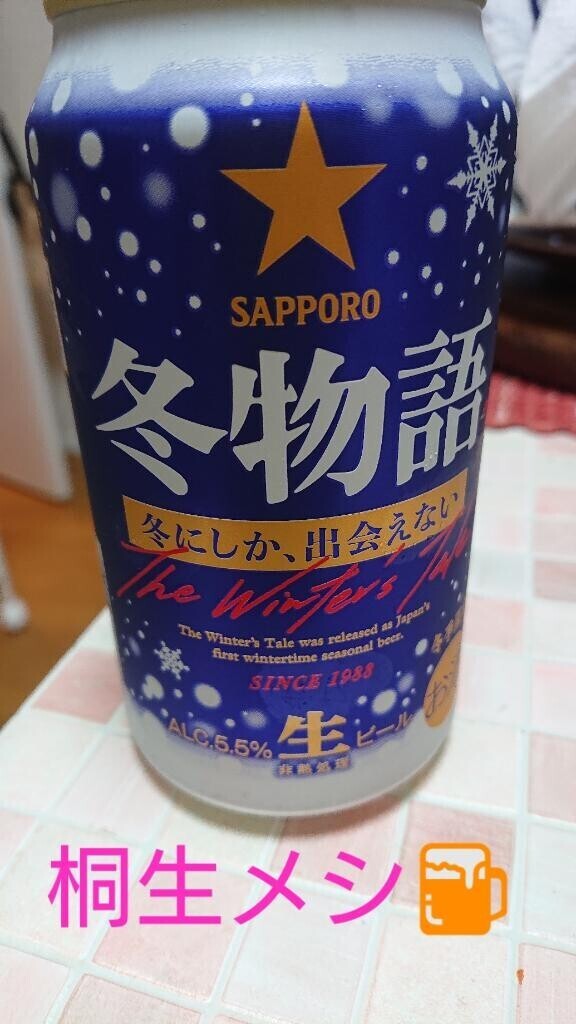 SAPPORO
冬物語
冬にしか、出会えない
The Winter's Tale
The Winter's Tale was released as Japan's
first wintertime seasonal beer.
SINCE 1988
ALC.5.5% 生ビール
非熱処理
お酒
桐生メシ🍺